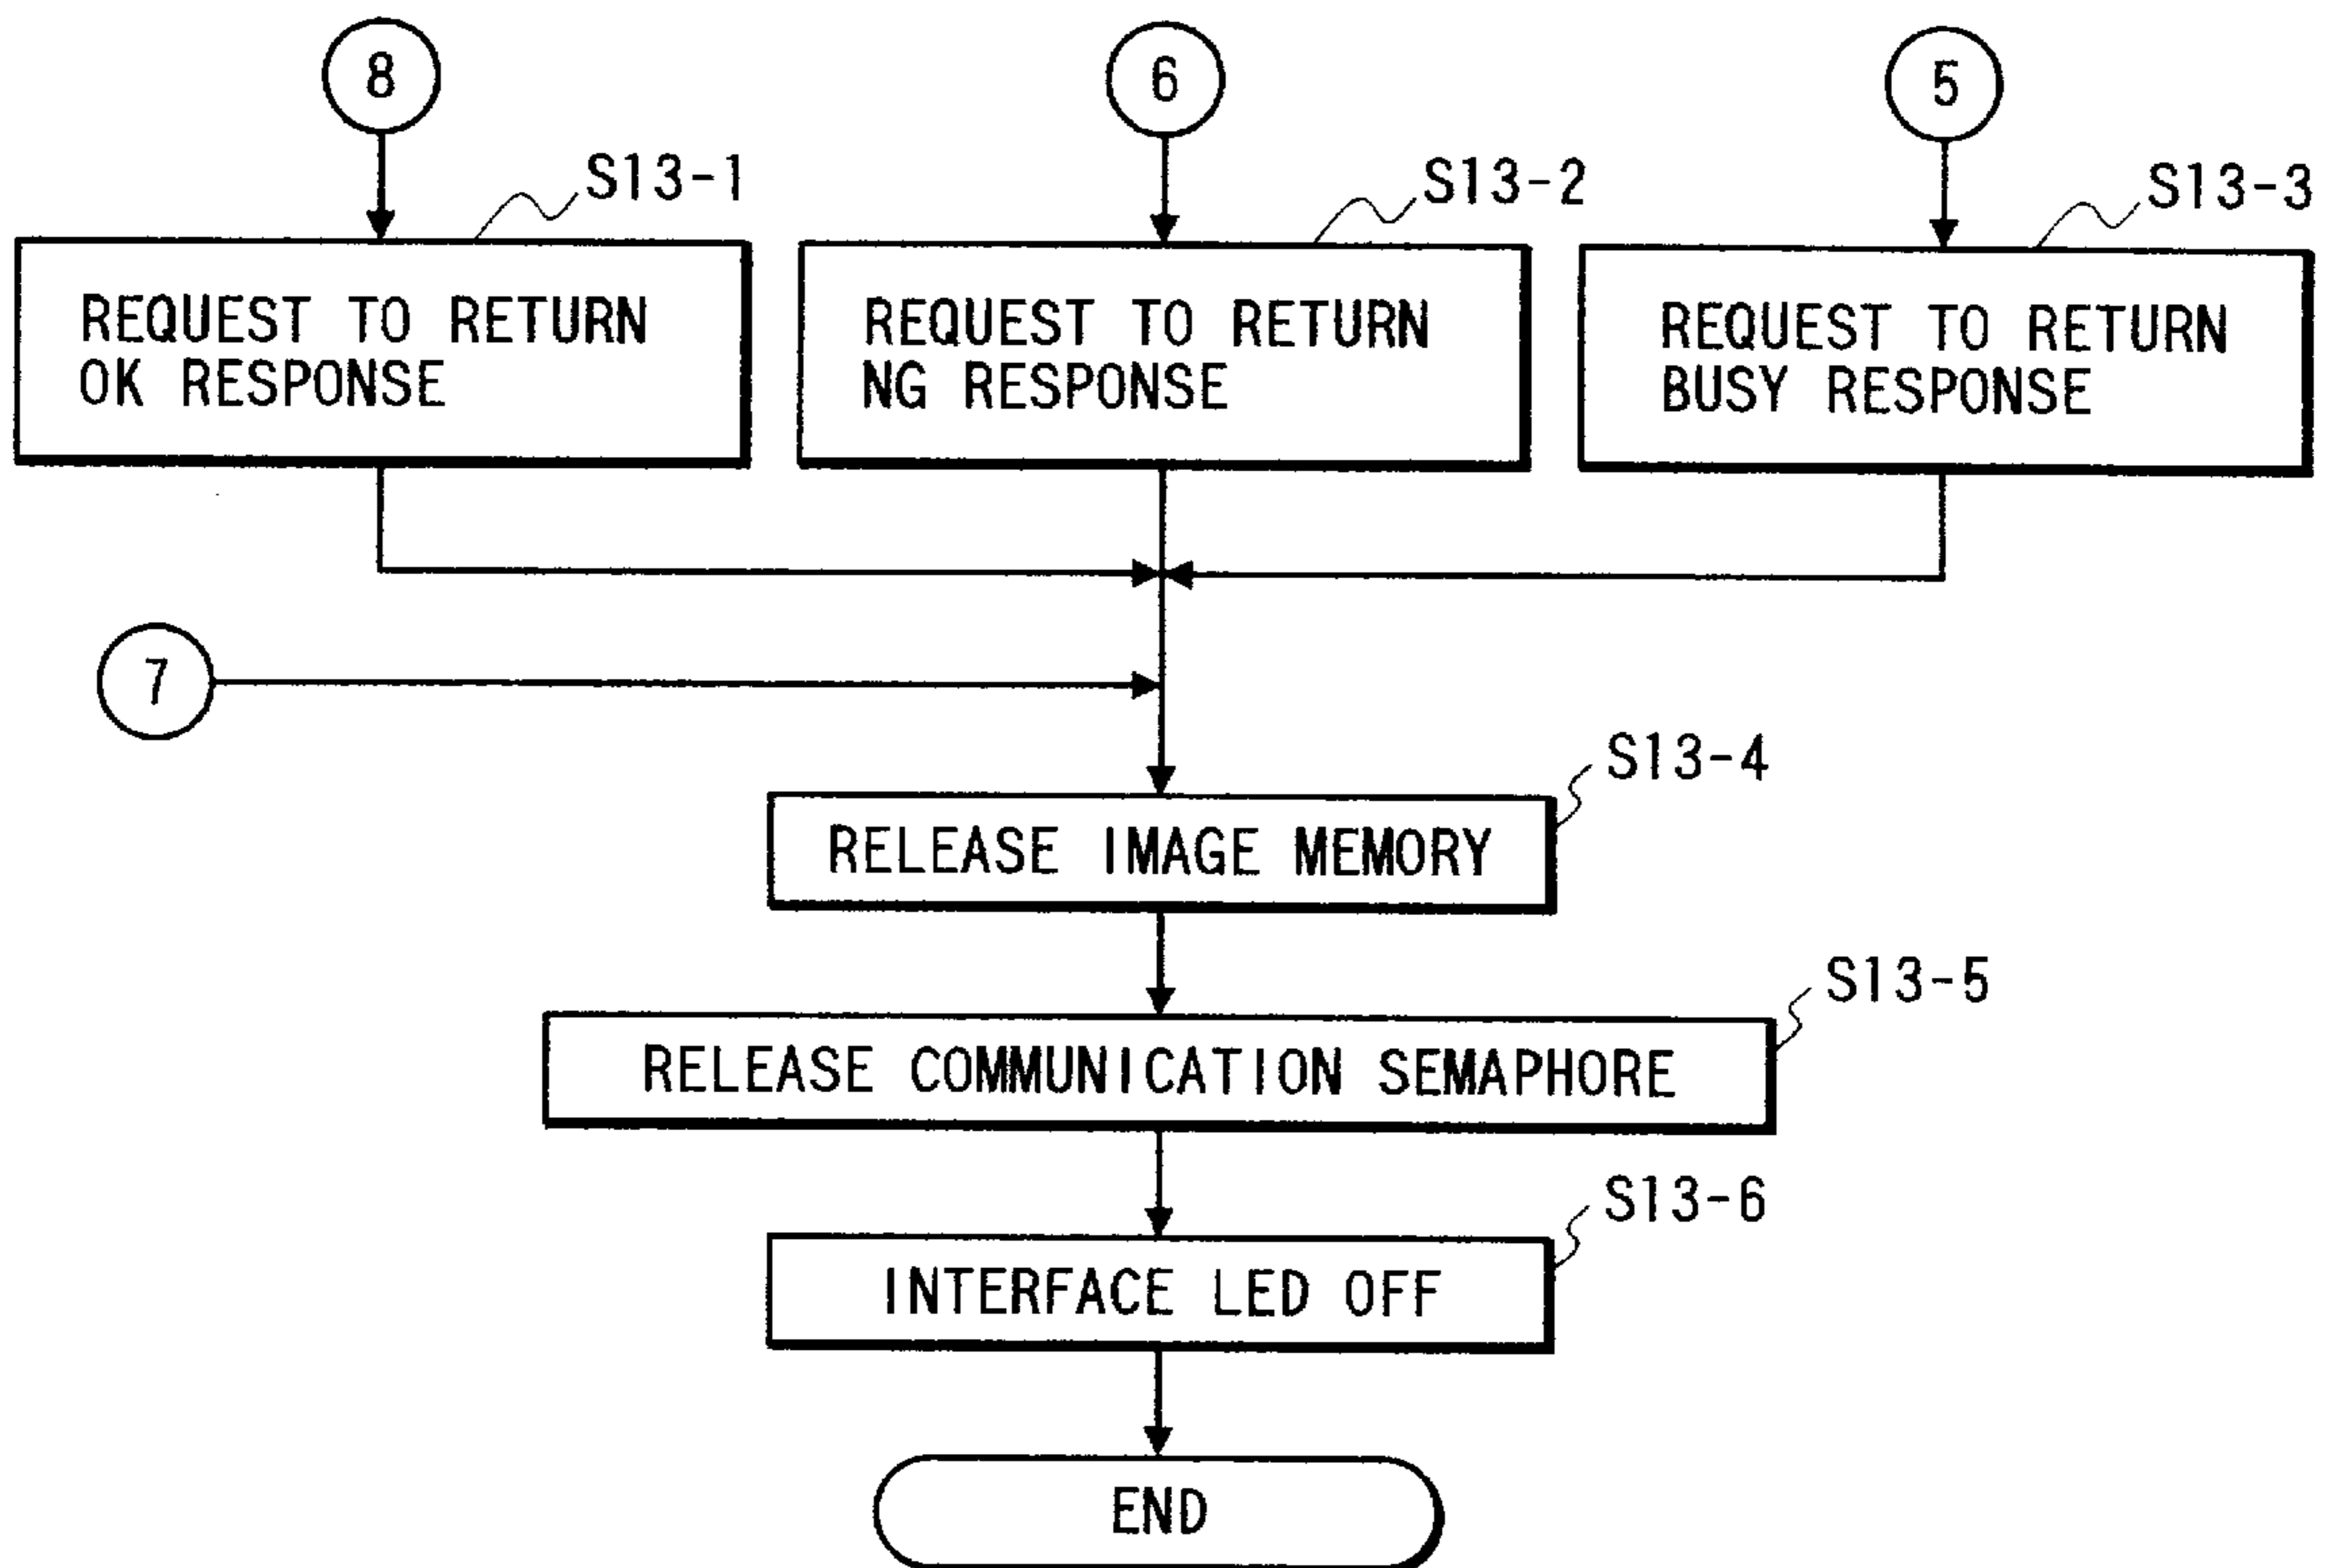 8
6
5
S13-1
S13-2
S13-3
REQUEST TO RETURN
OK RESPONSE
REQUEST TO RETURN
NG RESPONSE
REQUEST TO RETURN
BUSY RESPONSE
7
S13-4
RELEASE IMAGE MEMORY
S13-5
RELEASE COMMUNICATION SEMAPHORE
S13-6
INTERFACE LED OFF
END